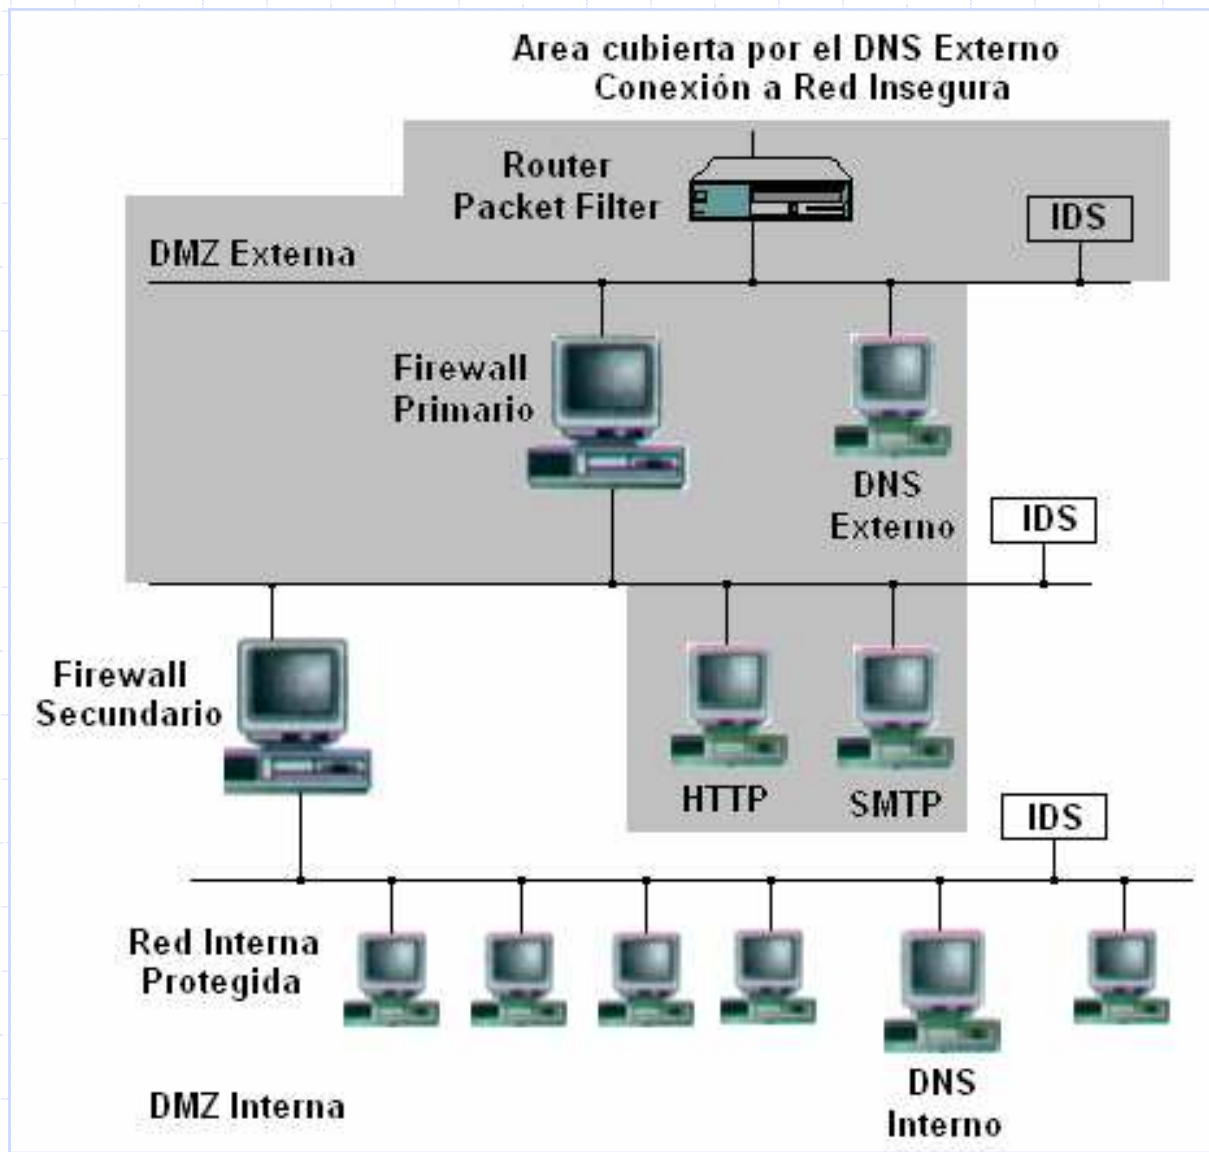 Area cubierta por el DNS Externo
Conexión a Red Insegura
Router
Packet Filter
IDS
DMZ Externa
Firewall
Primario
DNS
Externo
IDS
Firewall
Secundario
HTTP
SMTP
IDS
Red Interna
Protegida
DNS
Interno
DMZ Interna